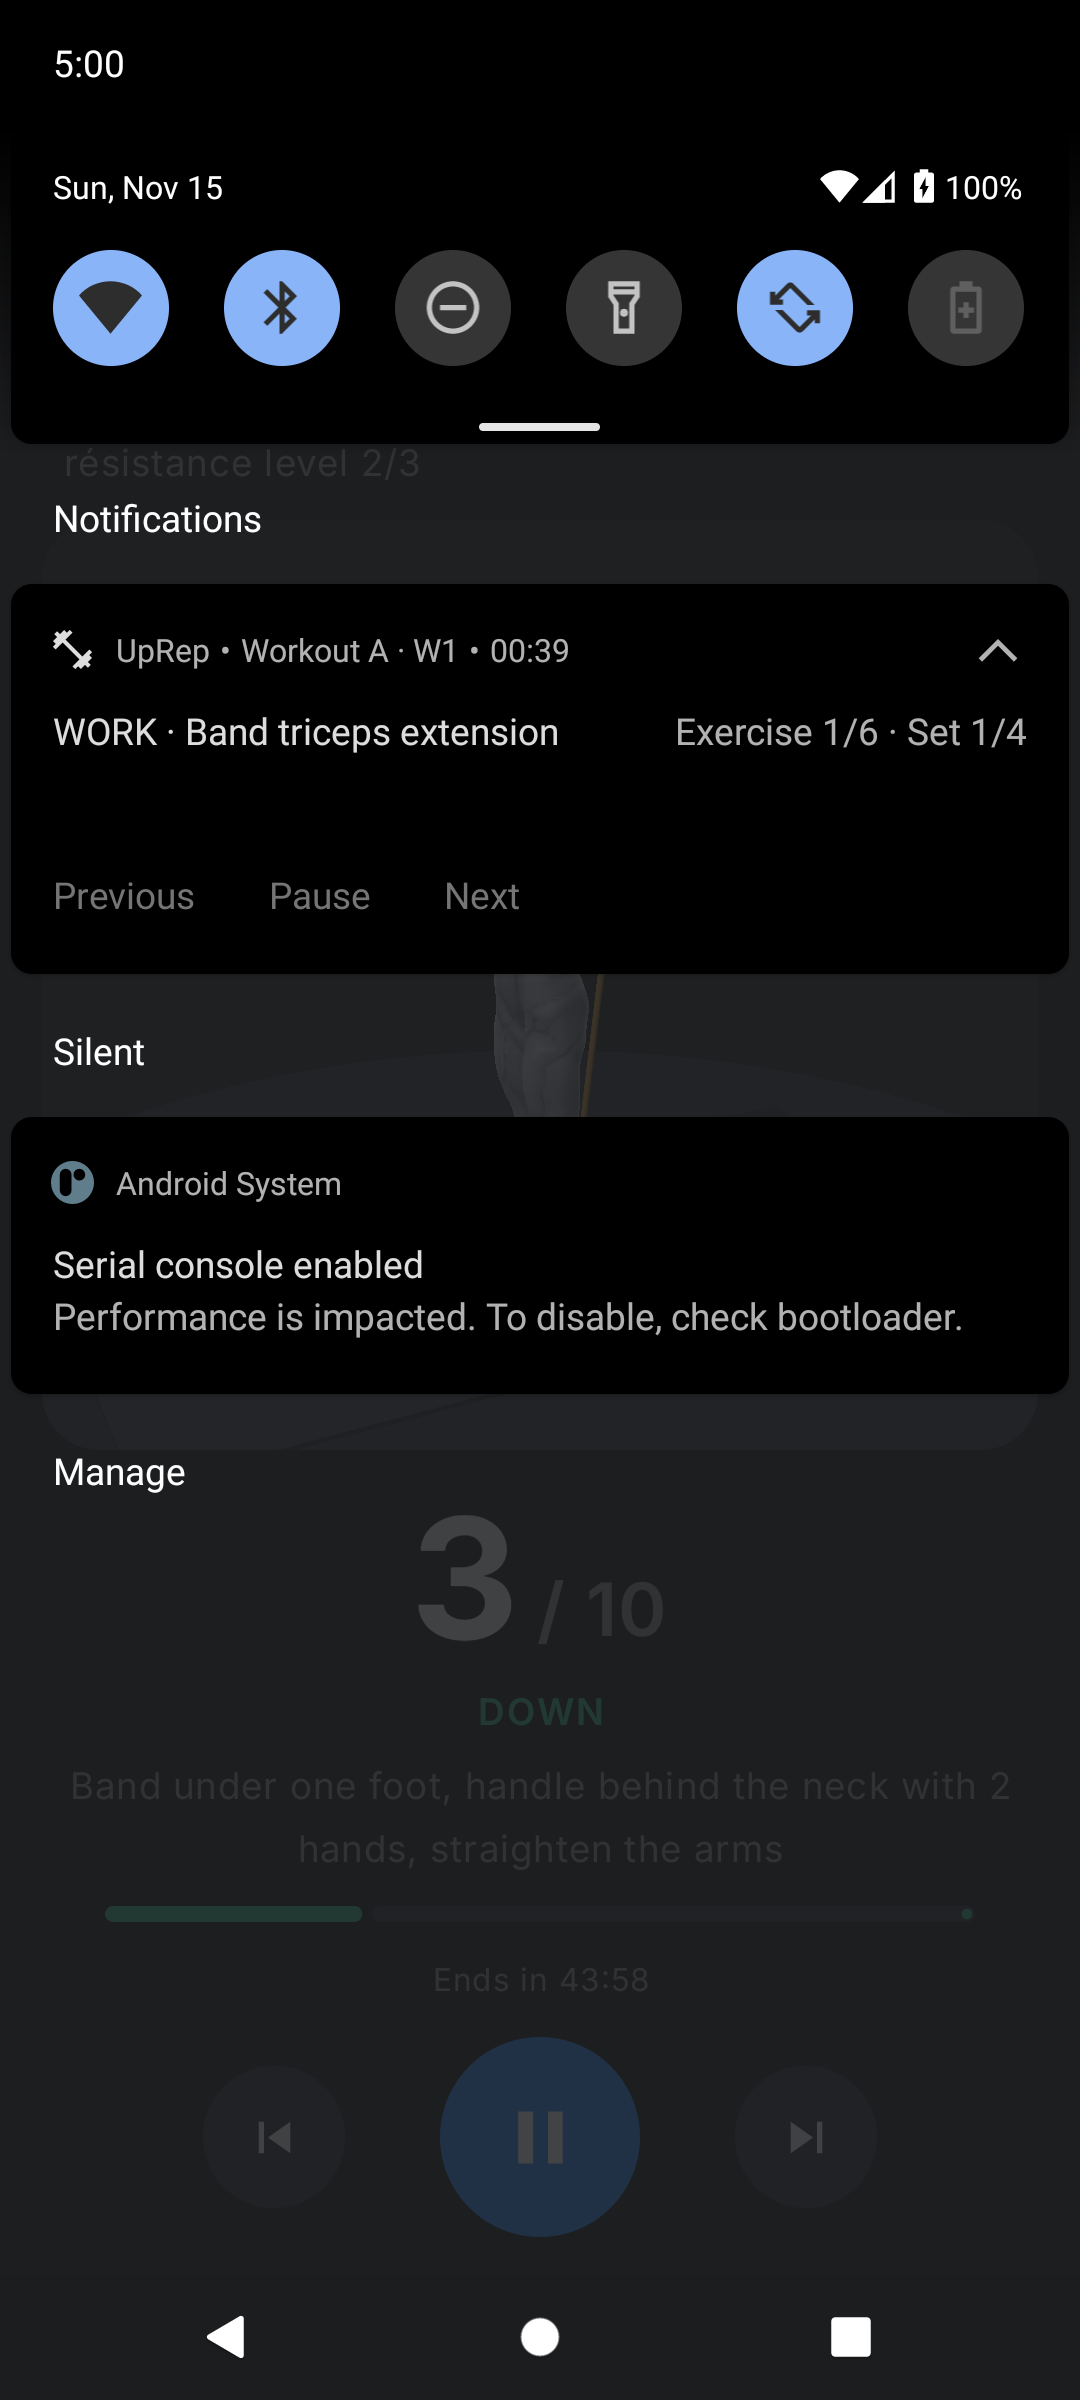 5:00
Sun, Nov 15
100%
résistance level 2/3
Notifications
UpRep • Workout A · W1 • 00:39
WORK · Band triceps extension Exercise 1/6 · Set 1/4
Previous Pause Next
Silent
Android System
Serial console enabled
Performance is impacted. To disable, check bootloader.
Manage
3 / 10
DOWN
Band under one foot, handle behind the neck with 2
hands, straighten the arms
Ends in 43:58